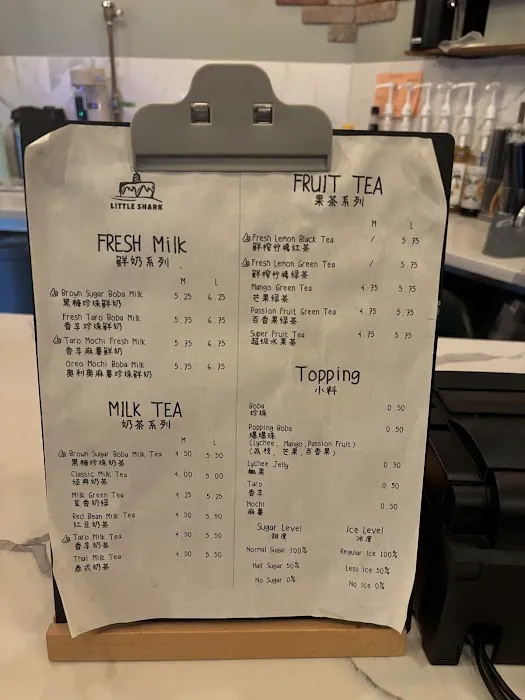 LITTLE SHARK
FRESH Milk
鲜奶系列
M L
Brown Sugar Boba Milk 5.25 6.25
黑糖珍珠鲜奶
Fresh Taro Boba Milk 5.75 6.75
香芋珍珠鲜奶
Taro Mochi Fresh Milk 5.75 6.75
香芋麻薯鲜奶
Oreo Mochi Boba Milk 5.75 6.75
奥利奥麻薯珍珠鲜奶
MILK TEA
奶茶系列
M L
Brown Sugar Boba Milk Tea 4.50 5.50
黑糖珍珠奶茶
Classic Milk Tea 4.00 5.00
经典奶茶
Milk Green Tea 4.25 5.25
茉香奶绿
Red Bean Milk Tea 4.50 5.50
红豆奶茶
Taro Milk Tea 4.50 5.50
香芋奶茶
Thai Milk Tea 4.50 5.50
泰式奶茶
FRUIT TEA
果茶系列
M L
Fresh Lemon Black Tea / 5.75
鲜榨柠檬红茶
Fresh Lemon Green Tea / 5.75
鲜榨柠檬绿茶
Mango Green Tea 4.75 5.75
芒果绿茶
Passion Fruit Green Tea 4.75 5.75
百香果绿茶
Super Fruit Tea 4.75 5.75
超级水果茶
Topping
小料
Boba 0.50
珍珠
Popping Boba 0.50
爆爆珠
(Lychee, Mango, Passion Fruit)
(荔枝, 芒果, 百香果)
Lychee Jelly 0.50
椰果
Taro 0.50
香芋
Mochi 0.50
麻薯
Sugar Level Ice Level
甜度 冰度
Normal Sugar 100% Regular Ice 100%
Half Sugar 50% Less Ice 50%
No Sugar 0% No Ice 0%